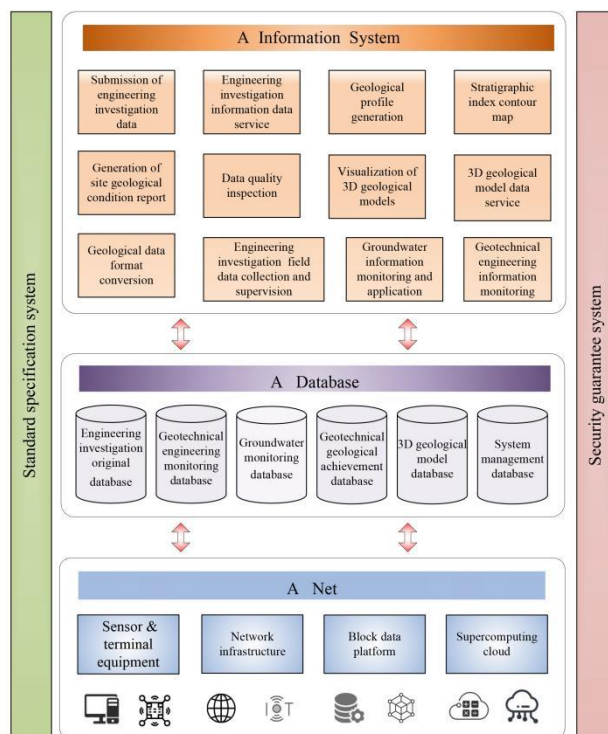 Standard specification system
A Information System
Submission of
engineering
investigation
data
Engineering
investigation
information data
service
Geological
profile
generation
Stratigraphic
index contour
map
Generation of
site geological
condition report
Data quality
inspection
Visualization of
3D geological
models
3D geological
model data
service
Geological data
format
conversion
Engineering
investigation field
data collection and
supervision
Groundwater
information
monitoring and
application
Geotechnical
engineering
information
monitoring
A Database
Engineering
investigation
original
database
Geotechnical
engineering
monitoring
database
Groundwater
monitoring
database
Geotechnical
geological
achievement
database
3D geological
model
database
System
management
database
A Net
Sensor &
terminal
equipment
Network
infrastructure
Block data
platform
Supercomputing
cloud
IOT
Security guarantee system